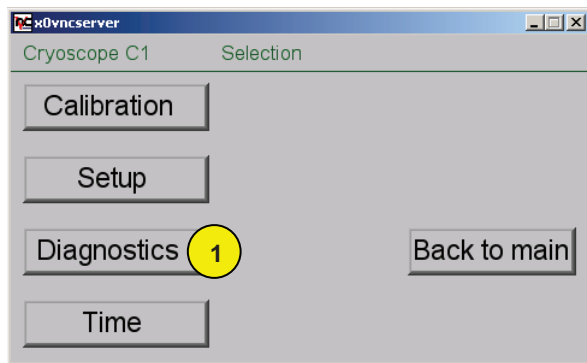 x0vncserver
Cryoscope C1 Selection
Calibration
Setup
Diagnostics 1
Back to main
Time